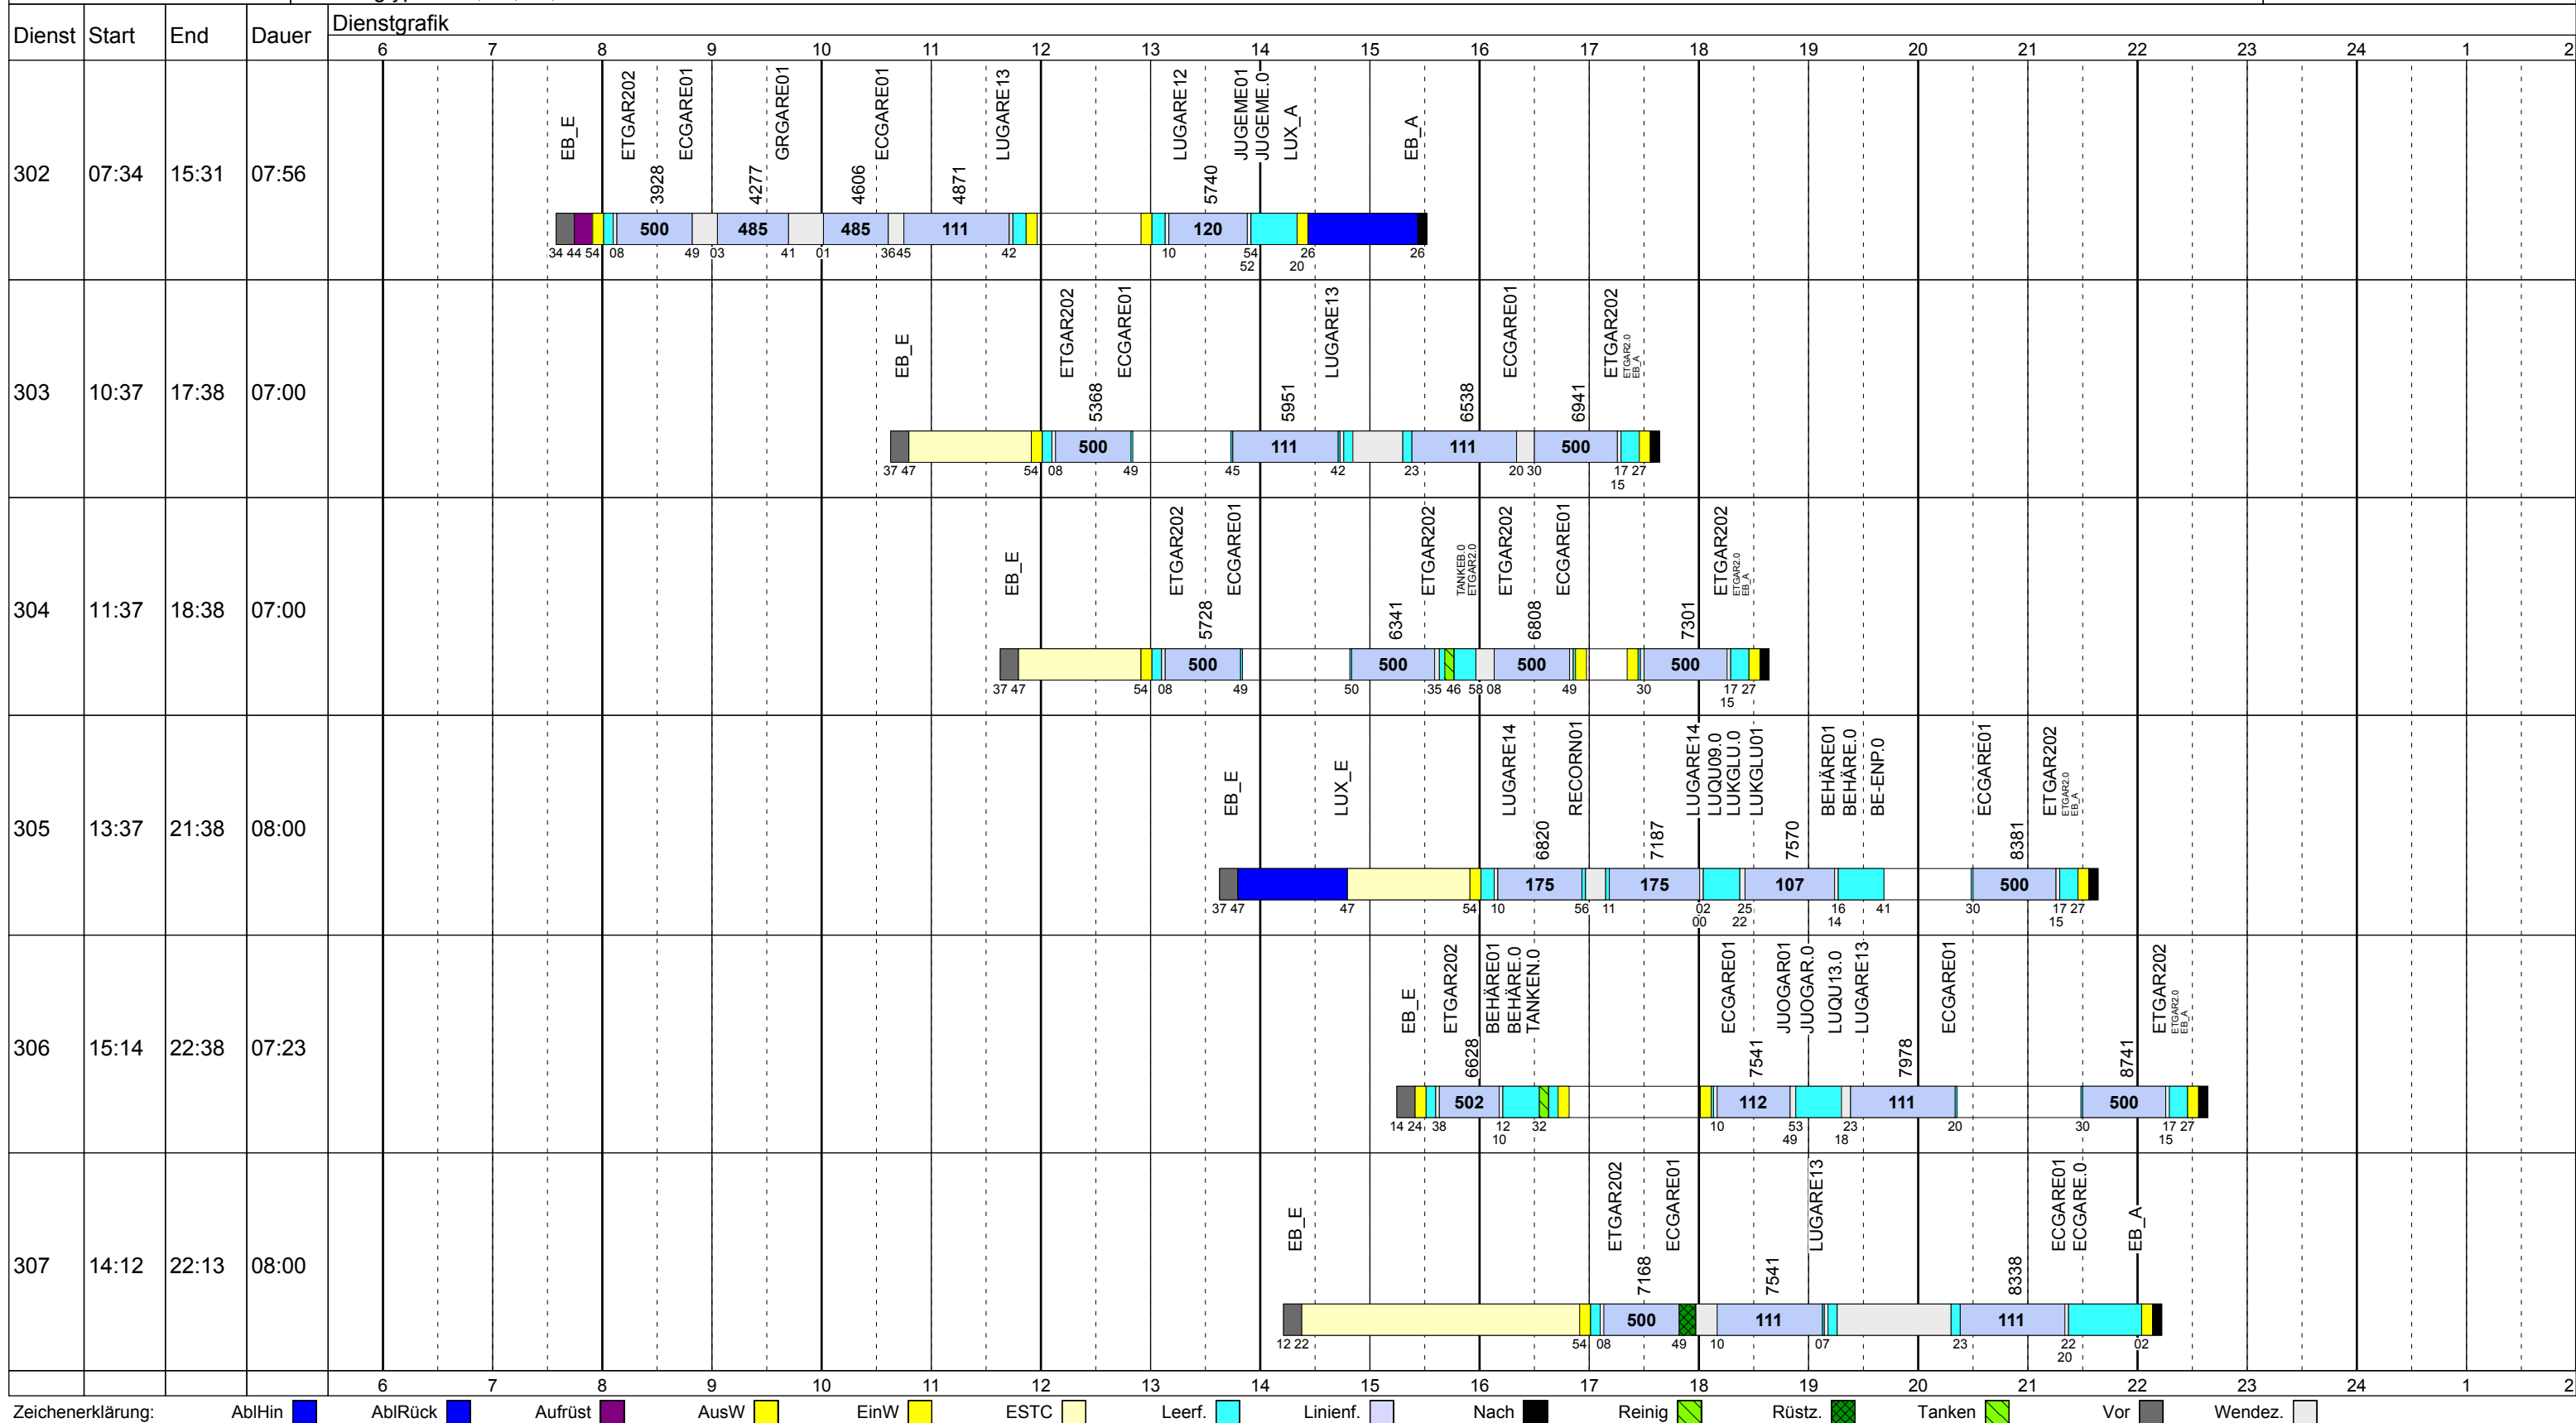 Dienst Start End Dauer Dienstgrafik
6 7 8 9 10 11 12 13 14 15 16 17 18 19 20 21 22 23 24 1 2
EB_E ETGAR202 ECGARE01 GRGARE01 ECGARE01 LUGARE13 LUGARE12 JUGEME01 JUGEME.0 LUX_A EB_A
3928 4277 4606 4871 5740
302 07:34 15:31 07:56
500 485 485 111 120
34 44 54 08 49 03 41 01 36 45 42 10 54 26 26
52 20
EB_E ETGAR202 ECGARE01 LUGARE13 ECGARE01 ETGAR202 ETGAR2.0 EB_A
5368 5951 6538 6941
303 10:37 17:38 07:00
500 111 111 500
37 47 54 08 49 45 42 23 20 30 17 27
15
EB_E ETGAR202 ECGARE01 ETGAR202 TANKEB.0 ETGAR2.0 ETGAR202 ECGARE01 ETGAR202 ETGAR2.0 EB_A
5728 6341 6808 7301
304 11:37 18:38 07:00
500 500 500 500
37 47 54 08 49 50 35 46 58 08 49 30 17 27
15
EB_E LUX_E LUGARE14 RECORN01 LUGARE14 LUQU09.0 LUKGLU.0 LUKGLU01 BEHÄRE01 BEHÄRE.0 BE-ENP.0 ECGARE01 ETGAR202 ETGAR2.0 EB_A
6820 7187 7570 8381
305 13:37 21:38 08:00
175 175 107 500
37 47 47 54 10 56 11 02 25 16 41 30 17 27
00 22 14 15
EB_E ETGAR202 BEHÄRE01 BEHÄRE.0 TANKEN.0 ECGARE01 JUOGAR01 JUOGAR.0 LUQU13.0 LUGARE13 ECGARE01 ETGAR202 ETGAR2.0 EB_A
6628 7541 7978 8741
306 15:14 22:38 07:23
502 112 111 500
14 24 38 12 32 10 53 23 20 30 17 27
10 49 18 15
EB_E ETGAR202 ECGARE01 LUGARE13 ECGARE01 ECGARE.0 EB_A
7168 7541 8338
307 14:12 22:13 08:00
500 111 111
12 22 54 08 49 10 07 23 22 02
20
6 7 8 9 10 11 12 13 14 15 16 17 18 19 20 21 22 23 24 1 2
Zeichenerklärung: AblHin AblRück Aufrüst AusW EinW ESTC Leerf. Linienf. Nach Reinig Rüstz. Tanken Vor Wendez.